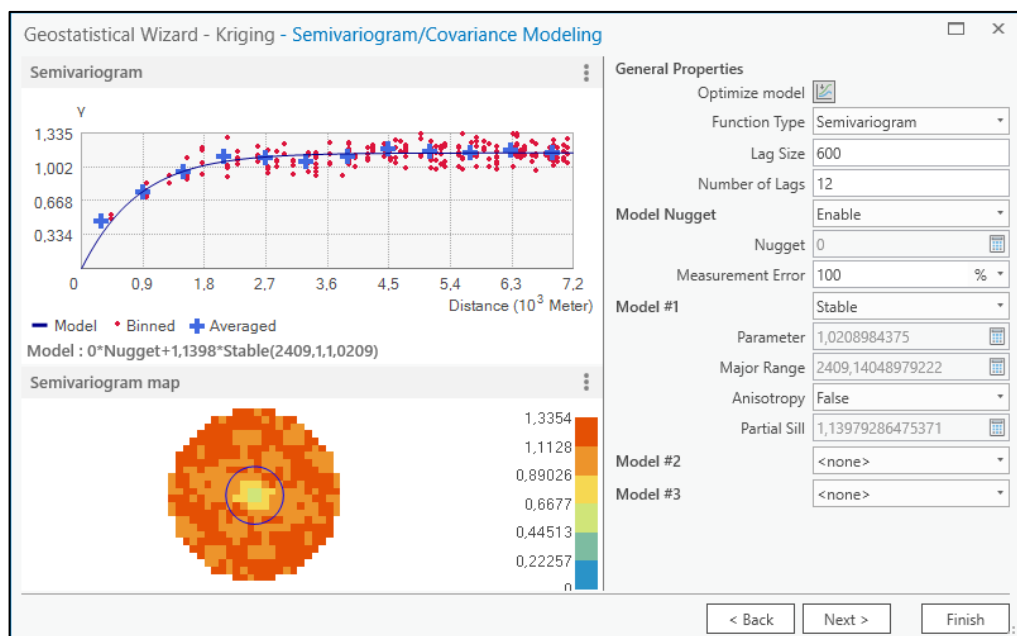 Geostatistical Wizard - Kriging - Semivariogram/Covariance Modeling
Semivariogram
γ
1,335
1,002
0,668
0,334
0 0,9 1,8 2,7 3,6 4,5 5,4 6,3 7,2
Distance (10³ Meter)
Model Binned Averaged
Model : 0*Nugget+1,1398*Stable(2409,1,1,0209)
Semivariogram map
1,3354
1,1128
0,89026
0,6677
0,44513
0,22257
0
General Properties
Optimize model
Function Type Semivariogram
Lag Size 600
Number of Lags 12
Model Nugget Enable
Nugget 0
Measurement Error 100 %
Model #1 Stable
Parameter 1,0208984375
Major Range 2409,14048979222
Anisotropy False
Partial Sill 1,13979286475371
Model #2 <none>
Model #3 <none>
< Back Next > Finish